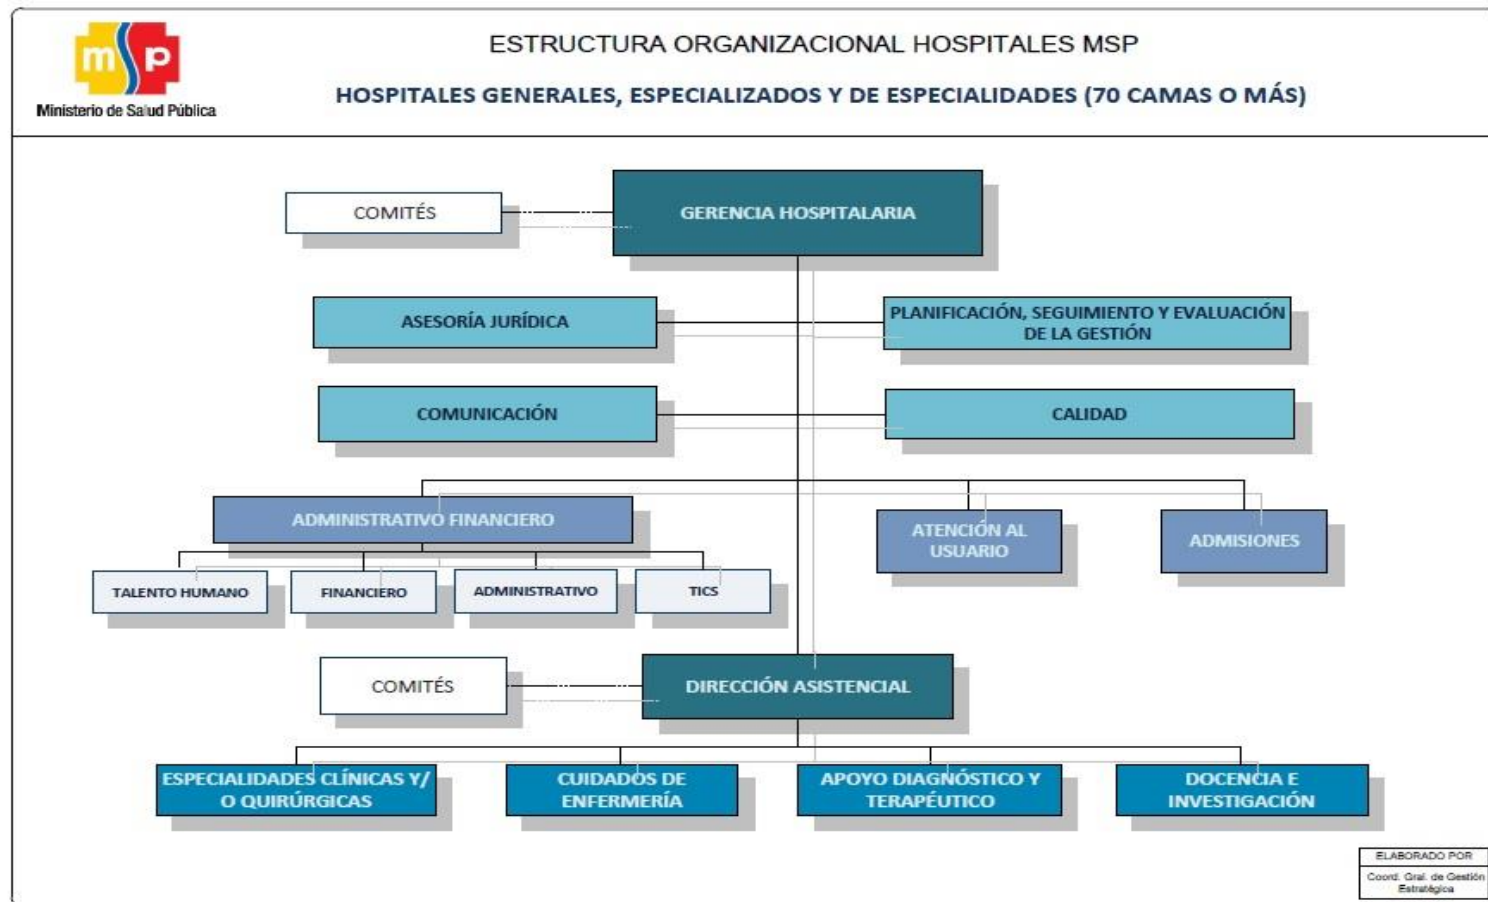 msp
Ministerio de Salud Pública
ESTRUCTURA ORGANIZACIONAL HOSPITALES MSP
HOSPITALES GENERALES, ESPECIALIZADOS Y DE ESPECIALIDADES (70 CAMAS O MÁS)
COMITÉS
GERENCIA HOSPITALARIA
ASESORÍA JURÍDICA
PLANIFICACIÓN, SEGUIMIENTO Y EVALUACIÓN
DE LA GESTIÓN
COMUNICACIÓN
CALIDAD
ADMINISTRATIVO FINANCIERO
ATENCIÓN AL
USUARIO
ADMISIONES
TALENTO HUMANO
FINANCIERO
ADMINISTRATIVO
TICS
COMITÉS
DIRECCIÓN ASISTENCIAL
ESPECIALIDADES CLÍNICAS Y/
O QUIRÚRGICAS
CUIDADOS DE
ENFERMERÍA
APOYO DIAGNÓSTICO Y
TERAPÉUTICO
DOCENCIA E
INVESTIGACIÓN
ELABORADO POR
Coord. Gral. de Gestión
Estratégica